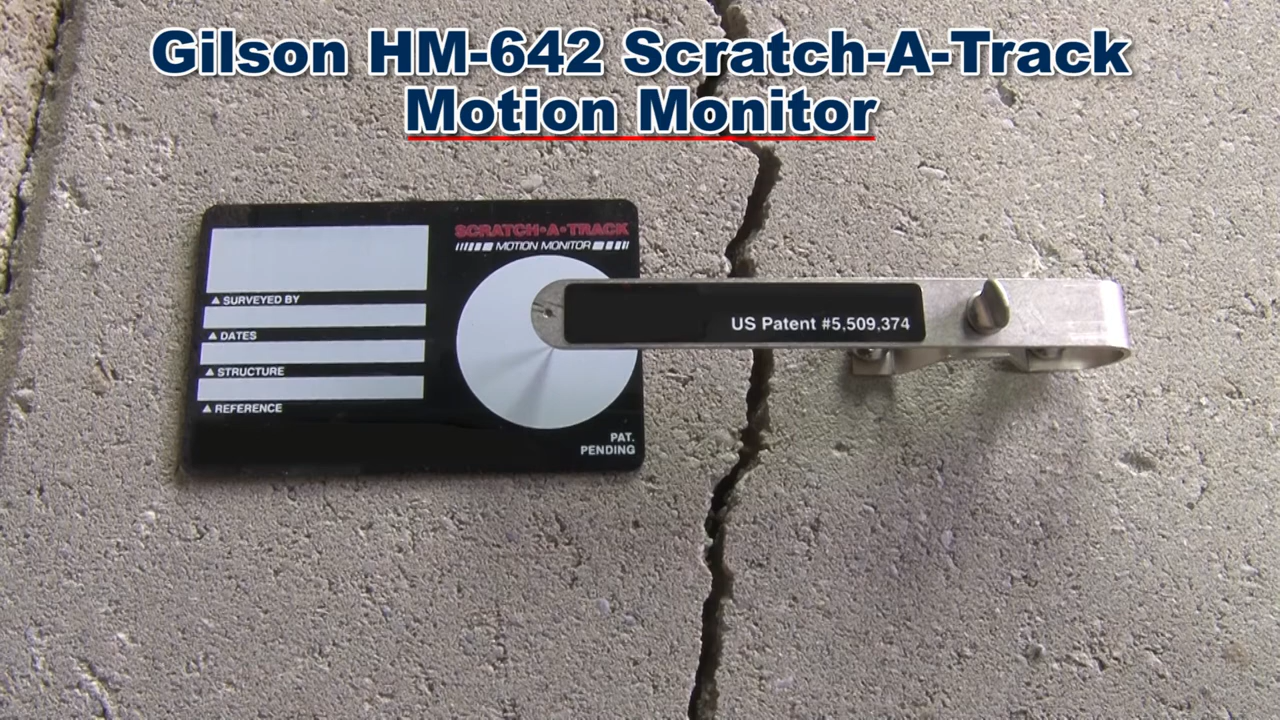 Gilson HM-642 Scratch-A-Track
Motion Monitor
SCRATCH-A-TRACK
MOTION MONITOR
▲ SURVEYED BY
▲ DATES
▲ STRUCTURE
▲ REFERENCE
US Patent #5,509,374
PAT.
PENDING